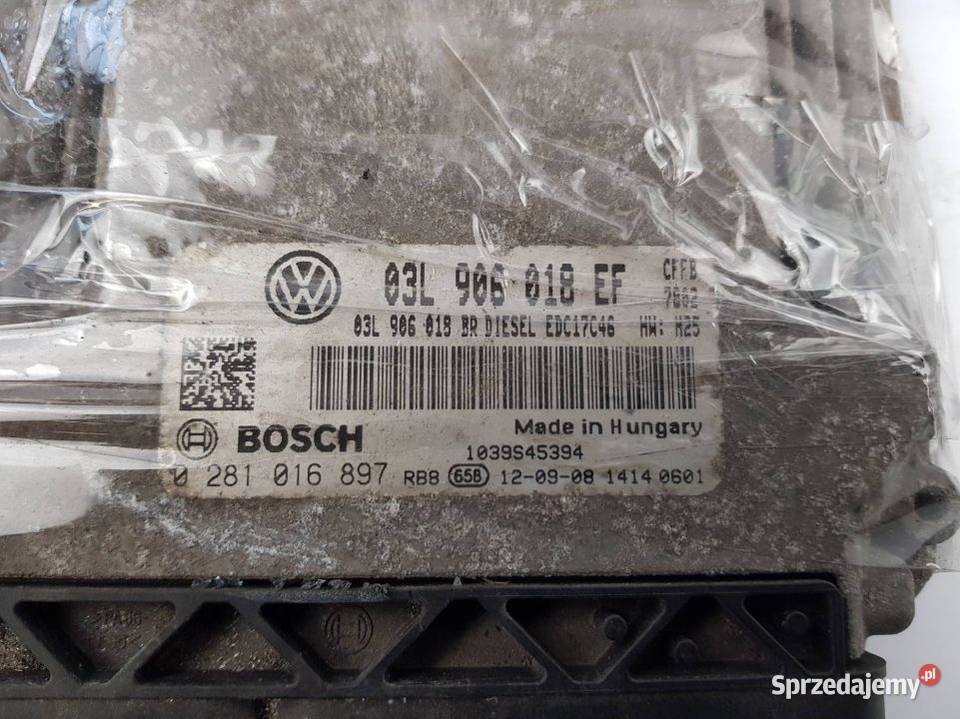 03L 906 018 EF CFFB
7682
03L 906 018 BR DIESEL EDC17C46 HW: H25
BOSCH Made in Hungary
1039S45394
0 281 016 897 RB8 65B 12-09-08 1414 0601
Sprzedajemy.pl